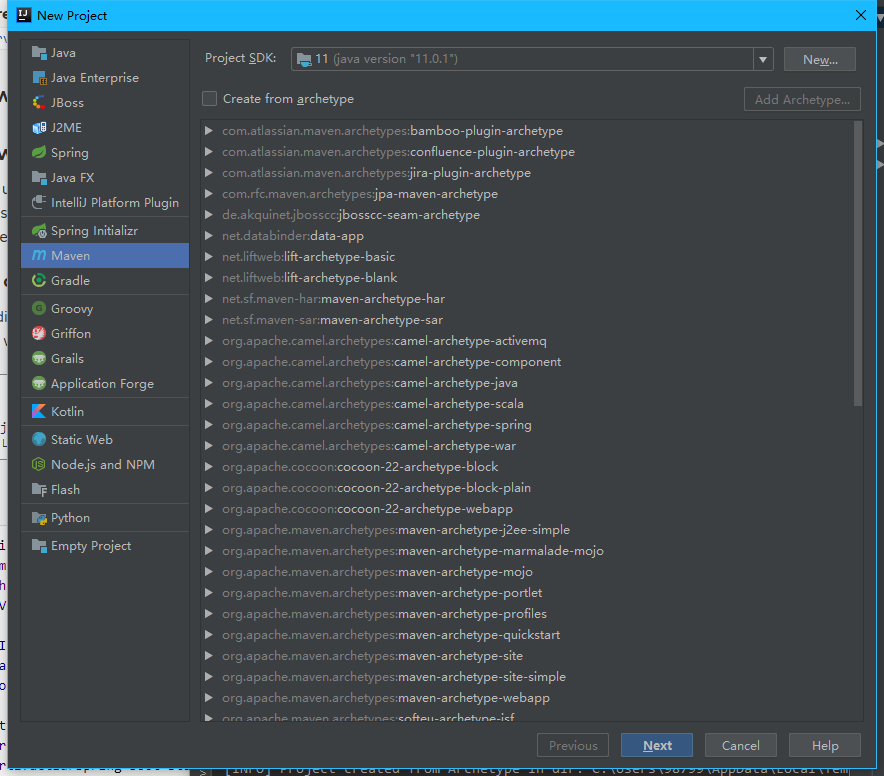 New Project
Project SDK:
11 (java version "11.0.1")
New...
Create from archetype
Add Archetype...
Java
Java Enterprise
JBoss
J2ME
Spring
Java FX
IntelliJ Platform Plugin
Spring Initializr
Maven
Gradle
Groovy
Griffon
Grails
Application Forge
Kotlin
Static Web
Node.js and NPM
Flash
Python
Empty Project
com.atlassian.maven.archetypes:bamboo-plugin-archetype
com.atlassian.maven.archetypes:confluence-plugin-archetype
com.atlassian.maven.archetypes:jira-plugin-archetype
com.rfc.maven.archetypes:jpa-maven-archetype
de.akquinet.jbosscc:jbosscc-seam-archetype
net.databinder:data-app
net.liftweb:lift-archetype-basic
net.liftweb:lift-archetype-blank
net.sf.maven-har:maven-archetype-har
net.sf.maven-sar:maven-archetype-sar
org.apache.camel.archetypes:camel-archetype-activemq
org.apache.camel.archetypes:camel-archetype-component
org.apache.camel.archetypes:camel-archetype-java
org.apache.camel.archetypes:camel-archetype-scala
org.apache.camel.archetypes:camel-archetype-spring
org.apache.camel.archetypes:camel-archetype-war
org.apache.cocoon:cocoon-22-archetype-block
org.apache.cocoon:cocoon-22-archetype-block-plain
org.apache.cocoon:cocoon-22-archetype-webapp
org.apache.maven.archetypes:maven-archetype-j2ee-simple
org.apache.maven.archetypes:maven-archetype-marmalade-mojo
org.apache.maven.archetypes:maven-archetype-mojo
org.apache.maven.archetypes:maven-archetype-portlet
org.apache.maven.archetypes:maven-archetype-profiles
org.apache.maven.archetypes:maven-archetype-quickstart
org.apache.maven.archetypes:maven-archetype-site
org.apache.maven.archetypes:maven-archetype-site-simple
org.apache.maven.archetypes:maven-archetype-webapp
org.apache.maven.archetypes:softeu-archetype-jsf
Previous
Next
Cancel
Help
[INFO] Project created from Archetype in dir: C:\Users\98799\AppData\Local\Tem